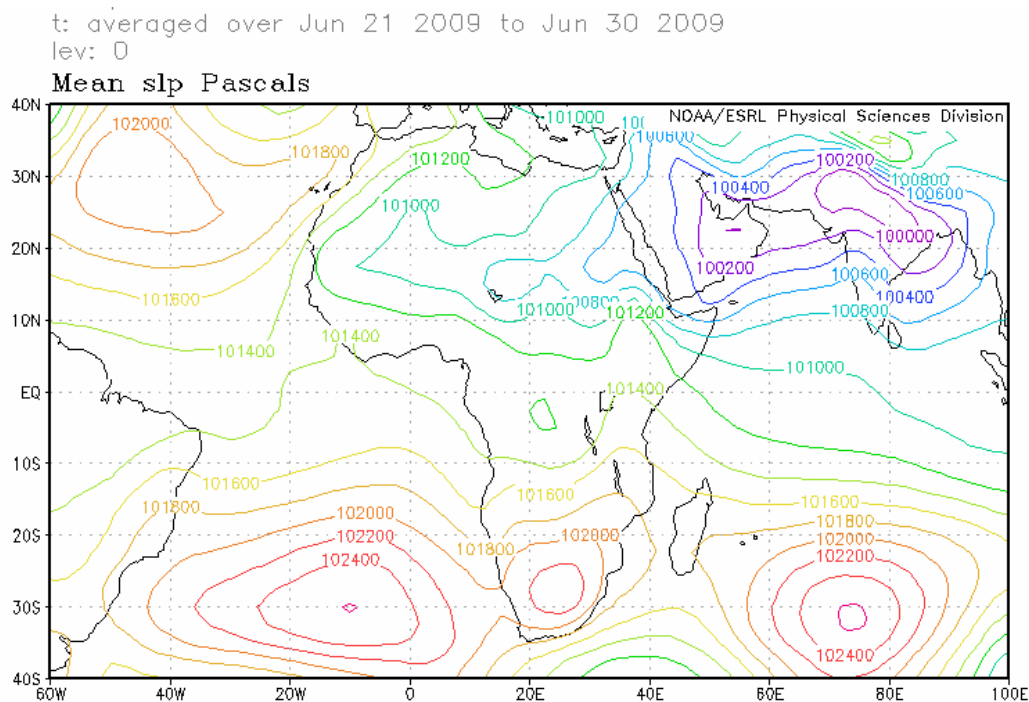 t: averaged over Jun 21 2009 to Jun 30 2009
lev: 0
Mean slp Pascals
NOAA/ESRL Physical Sciences Division
40N
30N
20N
10N
EQ
10S
20S
30S
40S
102000
101800
101200
101000
100600
100200
100800
100400
100600
101000
100000
100200
101600
100600
100400
101000
100800
101200
100800
101400
101400
101000
101400
101600
101800
102000
102200
102400
101600
101800
102000
101600
101800
102000
102200
102400
60W
40W
20W
0
20E
40E
60E
80E
100E